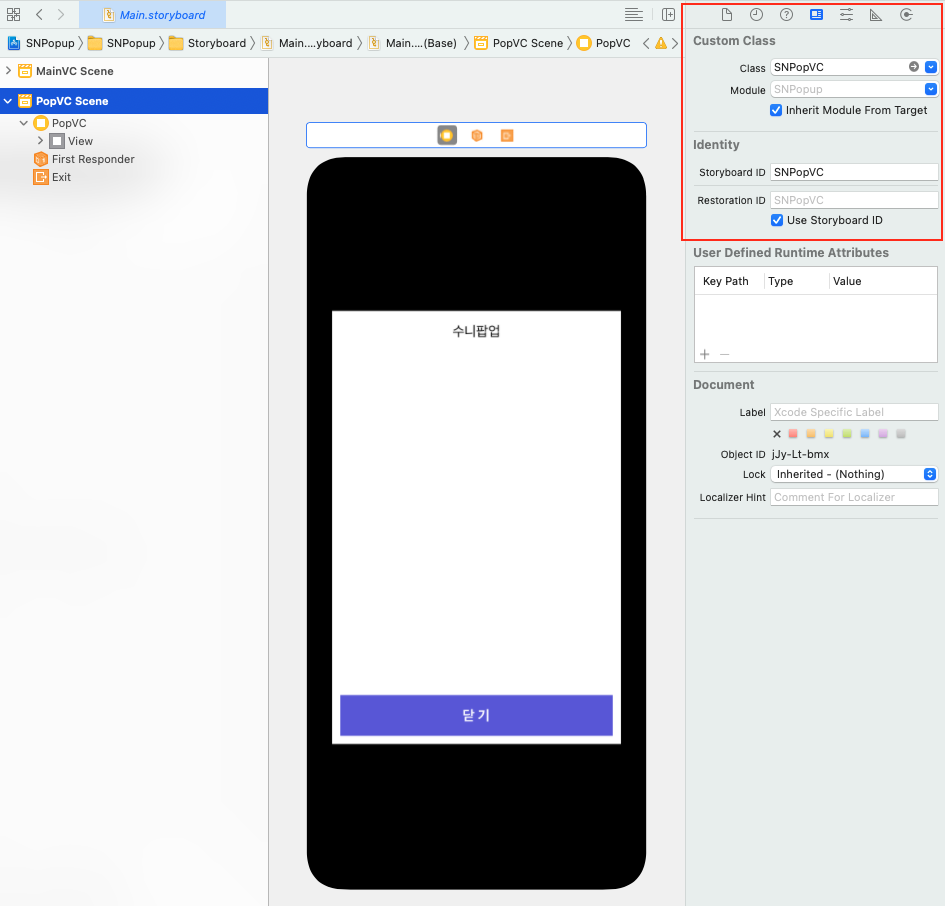 Main.storyboard
SNPopup
SNPopup
Storyboard
Main....yboard
Main....(Base)
PopVC Scene
PopVC
MainVC Scene
PopVC Scene
PopVC
View
First Responder
Exit
수니팝업
닫 기
Custom Class
Class SNPopVC
Module SNPopup
Inherit Module From Target
Identity
Storyboard ID SNPopVC
Restoration ID SNPopVC
Use Storyboard ID
User Defined Runtime Attributes
Key Path Type Value
Document
Label Xcode Specific Label
Object ID jJy-Lt-bmx
Lock Inherited - (Nothing)
Localizer Hint Comment For Localizer